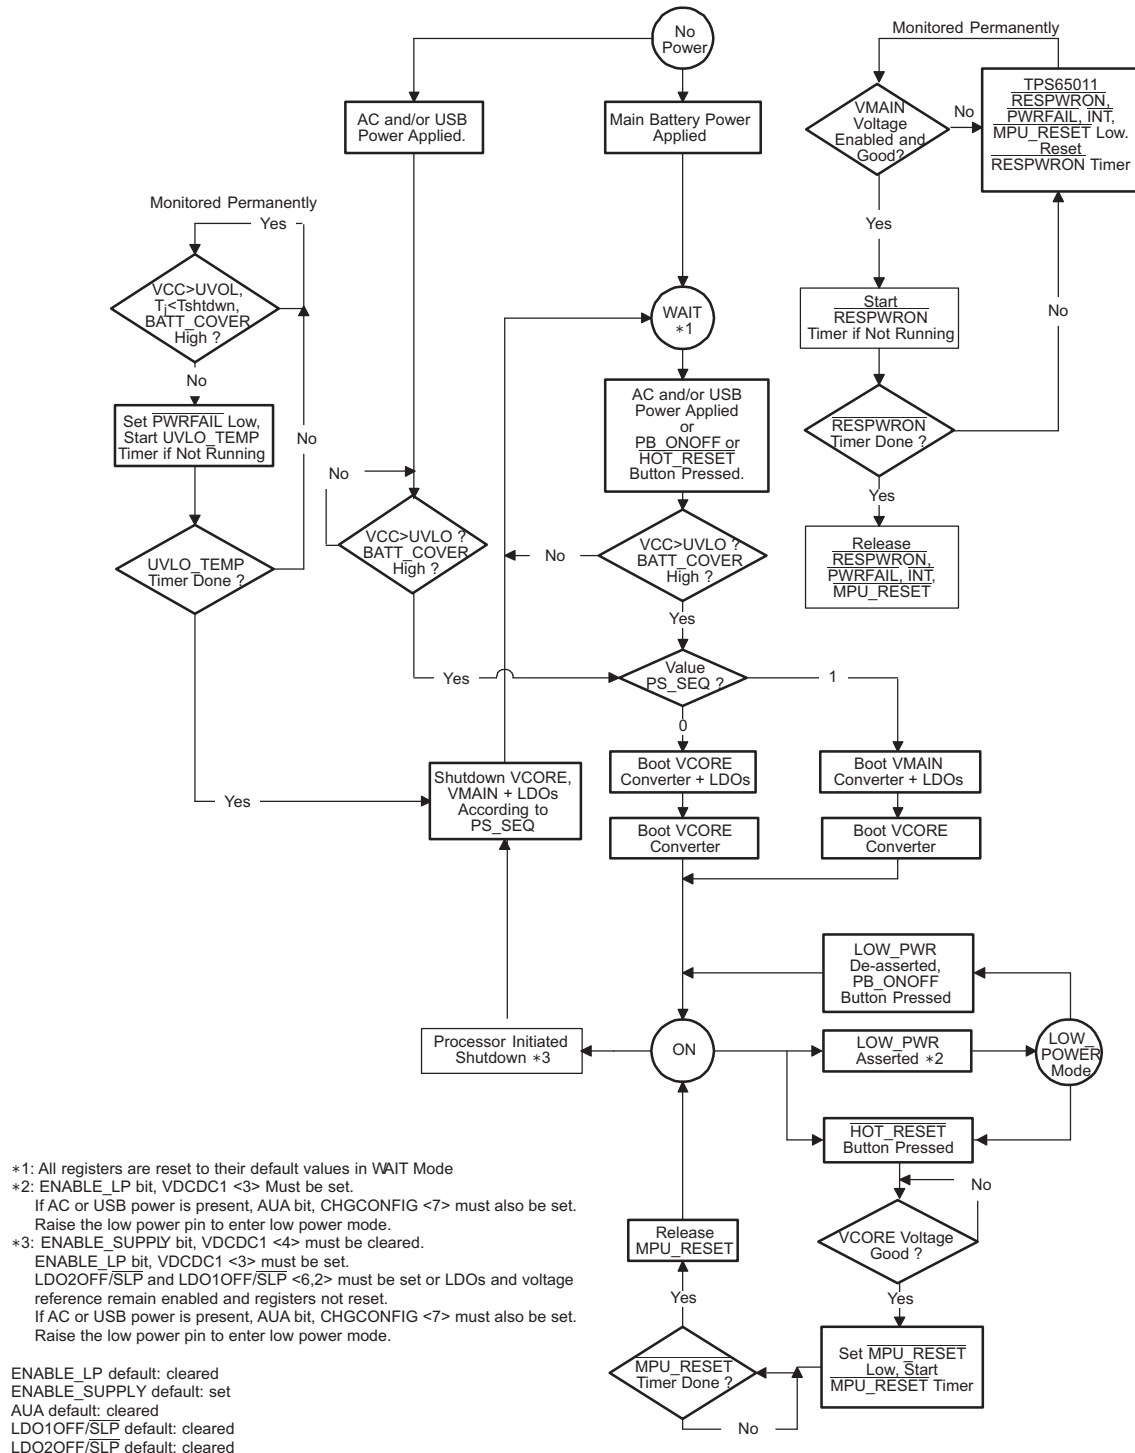 No
Power
Monitored Permanently
AC and/or USB
Power Applied.
Main Battery Power
Applied
VMAIN
Voltage
Enabled and
Good?
No
TPS65011
RESPWRON,
PWRFAIL, INT,
MPU_RESET Low.
Reset
RESPWRON Timer
Monitored Permanently
Yes
VCC>UVOL,
Tj<Tshtdwn,
BATT_COVER
High ?
No
Set PWRFAIL Low,
Start UVLO_TEMP
Timer if Not Running
No
UVLO_TEMP
Timer Done ?
Yes
No
VCC>UVLO ?
BATT_COVER
High ?
Yes
WAIT
*1
AC and/or USB
Power Applied
or
PB_ONOFF or
HOT_RESET
Button Pressed.
No
VCC>UVLO ?
BATT_COVER
High ?
Yes
Yes
Start
RESPWRON
Timer if Not Running
No
RESPWRON
Timer Done ?
Yes
Release
RESPWRON,
PWRFAIL, INT,
MPU_RESET
Value
PS_SEQ ?
1
0
Boot VCORE
Converter + LDOs
Boot VMAIN
Converter + LDOs
Shutdown VCORE,
VMAIN + LDOs
According to
PS_SEQ
Boot VCORE
Converter
Boot VCORE
Converter
LOW_PWR
De-asserted,
PB_ONOFF
Button Pressed
Processor Initiated
Shutdown *3
ON
LOW_PWR
Asserted *2
LOW_
POWER
Mode
HOT_RESET
Button Pressed
No
VCORE Voltage
Good ?
Yes
Release
MPU_RESET
Yes
MPU_RESET
Timer Done ?
No
Set MPU_RESET
Low, Start
MPU_RESET Timer
*1: All registers are reset to their default values in WAIT Mode
*2: ENABLE_LP bit, VDCDC1 <3> Must be set.
If AC or USB power is present, AUA bit, CHGCONFIG <7> must also be set.
Raise the low power pin to enter low power mode.
*3: ENABLE_SUPPLY bit, VDCDC1 <4> must be cleared.
ENABLE_LP bit, VDCDC1 <3> must be set.
LDO2OFF/SLP and LDO1OFF/SLP <6,2> must be set or LDOs and voltage
reference remain enabled and registers not reset.
If AC or USB power is present, AUA bit, CHGCONFIG <7> must also be set.
Raise the low power pin to enter low power mode.
ENABLE_LP default: cleared
ENABLE_SUPPLY default: set
AUA default: cleared
LDO1OFF/SLP default: cleared
LDO2OFF/SLP default: cleared